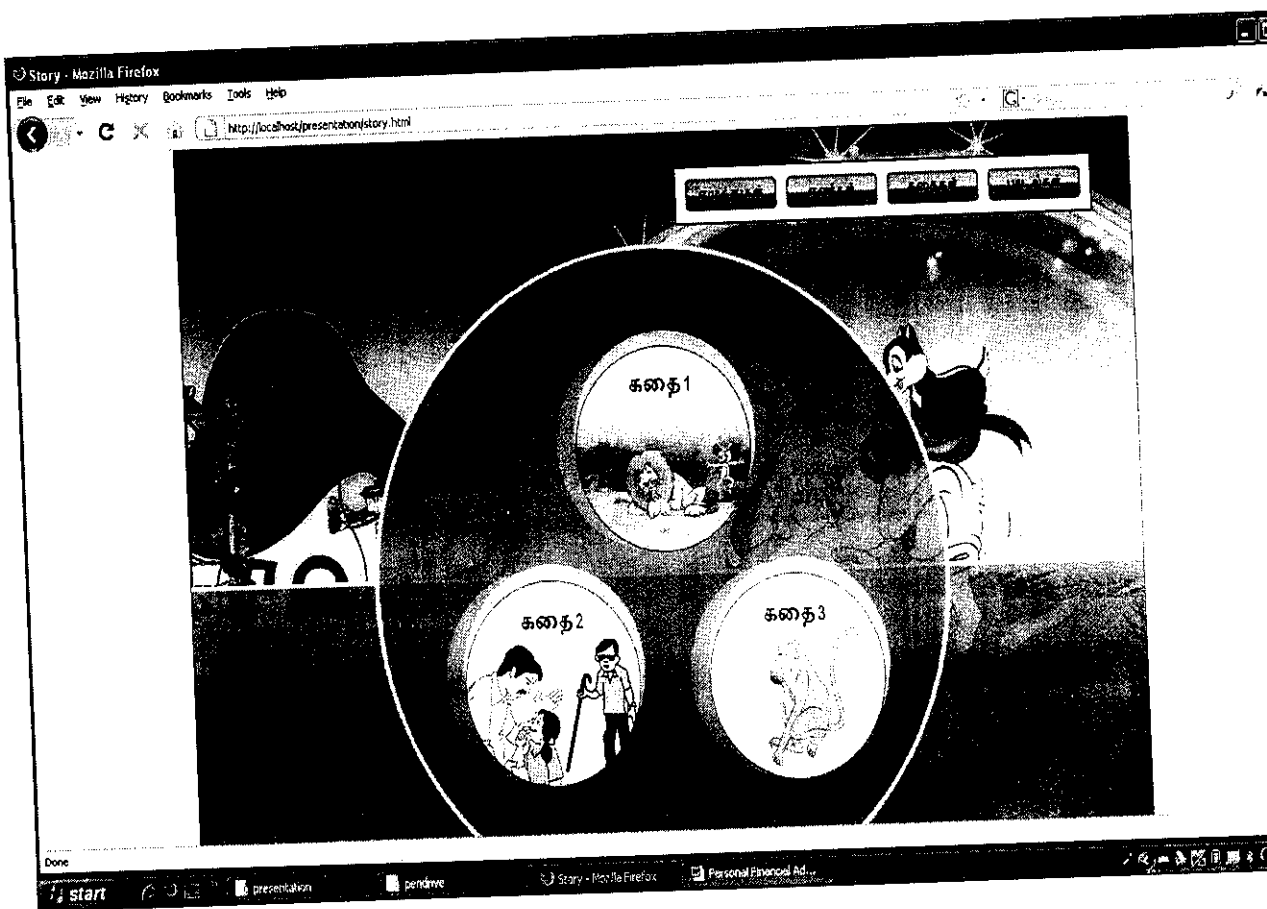 Story - Mozilla Firefox
File Edit View History Bookmarks Tools Help
http://localhost/presentation/story.html
கதை1
கதை2
கதை3
Done
start presentation pendrive Story - Mozilla Firefox Personal Financial Ad...